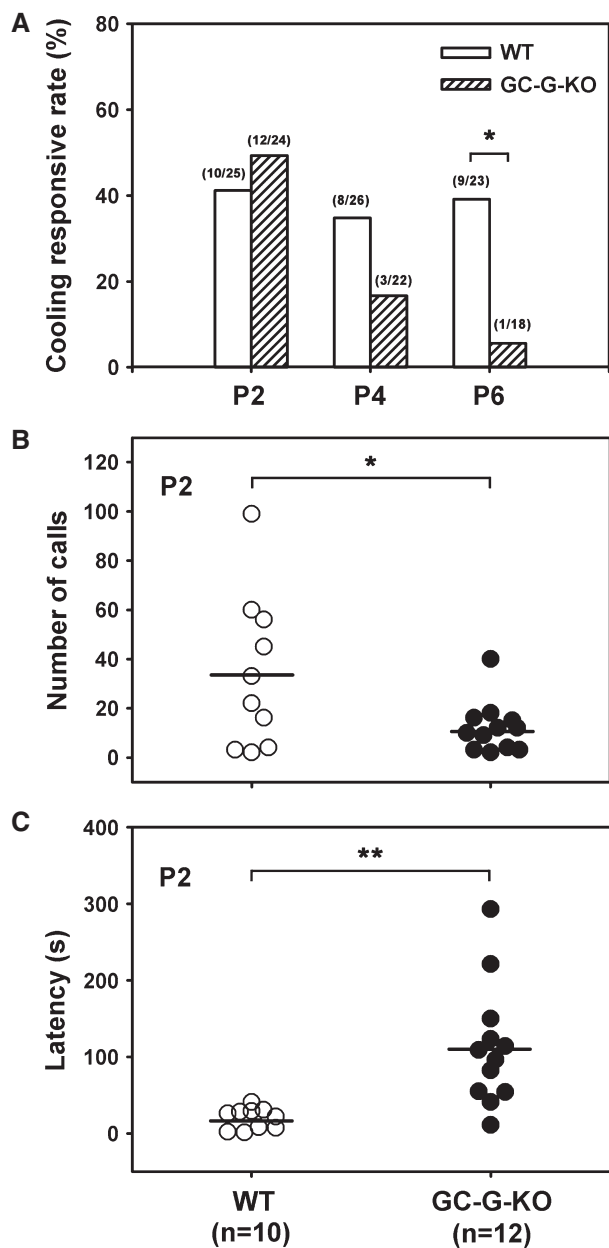 A
Cooling responsive rate (%)
80
60
40
20
0
WT
GC-G-KO
(10/25)
(12/24)
(8/26)
(3/22)
*
(9/23)
(1/18)
P2 P4 P6
B
Number of calls
120
100
80
60
40
20
0
P2
*
C
Latency (s)
400
300
200
100
0
P2
**
WT
(n=10)
GC-G-KO
(n=12)